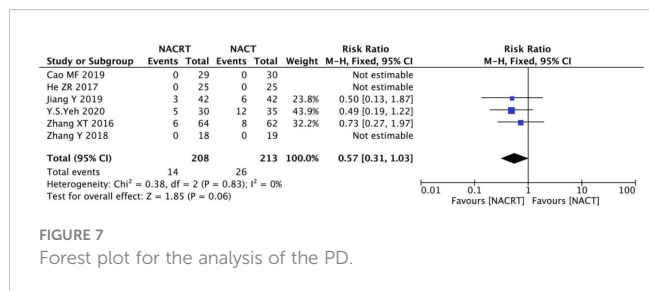 NACRT NACT Risk Ratio Risk Ratio
Study or Subgroup Events Total Events Total Weight M-H, Fixed, 95% CI M-H, Fixed, 95% CI
Cao MF 2019 0 29 0 30 Not estimable
He ZR 2017 0 25 0 25 Not estimable
Jiang Y 2019 3 42 6 42 23.8% 0.50 [0.13, 1.87]
Y.S.Yeh 2020 5 30 12 35 43.9% 0.49 [0.19, 1.22]
Zhang XT 2016 6 64 8 62 32.2% 0.73 [0.27, 1.97]
Zhang Y 2018 0 18 0 19 Not estimable
Total (95% CI) 208 213 100.0% 0.57 [0.31, 1.03]
Total events 14 26
Heterogeneity: Chi² = 0.38, df = 2 (P = 0.83); I² = 0%
Test for overall effect: Z = 1.85 (P = 0.06)
0.01 0.1 1 10 100
Favours [NACRT] Favours [NACT]
FIGURE 7
Forest plot for the analysis of the PD.